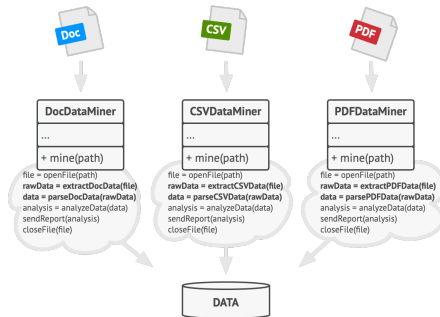 Doc
CSV
PDF
DocDataMiner
...
+ mine(path)
file = openFile(path)
rawData = extractDocData(file)
data = parseDocData(rawData)
analysis = analyzeData(data)
sendReport(analysis)
closeFile(file)
CSVDataMiner
...
+ mine(path)
file = openFile(path)
rawData = extractCSVData(file)
data = parseCSVData(rawData)
analysis = analyzeData(data)
sendReport(analysis)
closeFile(file)
PDFDataMiner
...
+ mine(path)
file = openFile(path)
rawData = extractPDFData(file)
data = parsePDFData(rawData)
analysis = analyzeData(data)
sendReport(analysis)
closeFile(file)
DATA